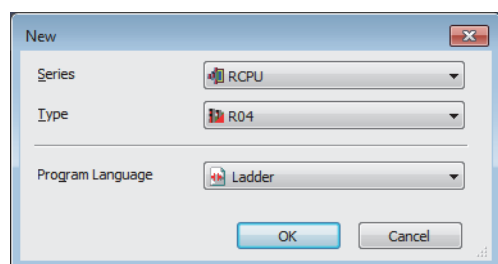 New
Series
RCPU
Type
R04
Program Language
Ladder
OK
Cancel